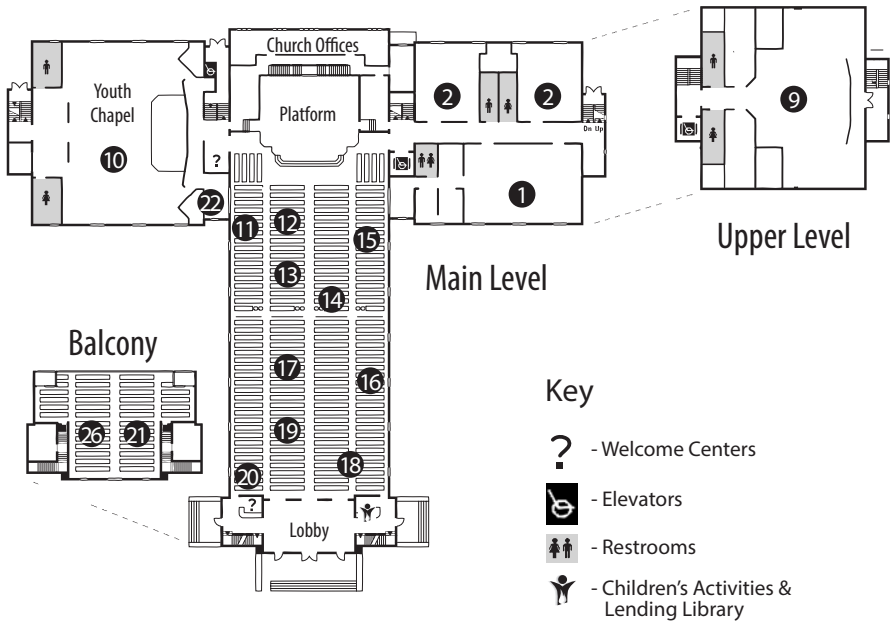 Church Offices
Youth
Chapel
Platform
2
2
9
10
?
Dn Up
1
22
11
12
15
Upper Level
13
Main Level
14
Balcony
17
16
Key
26
21
19
? - Welcome Centers
18
20
- Elevators
?
Lobby
- Restrooms
- Children's Activities &
Lending Library